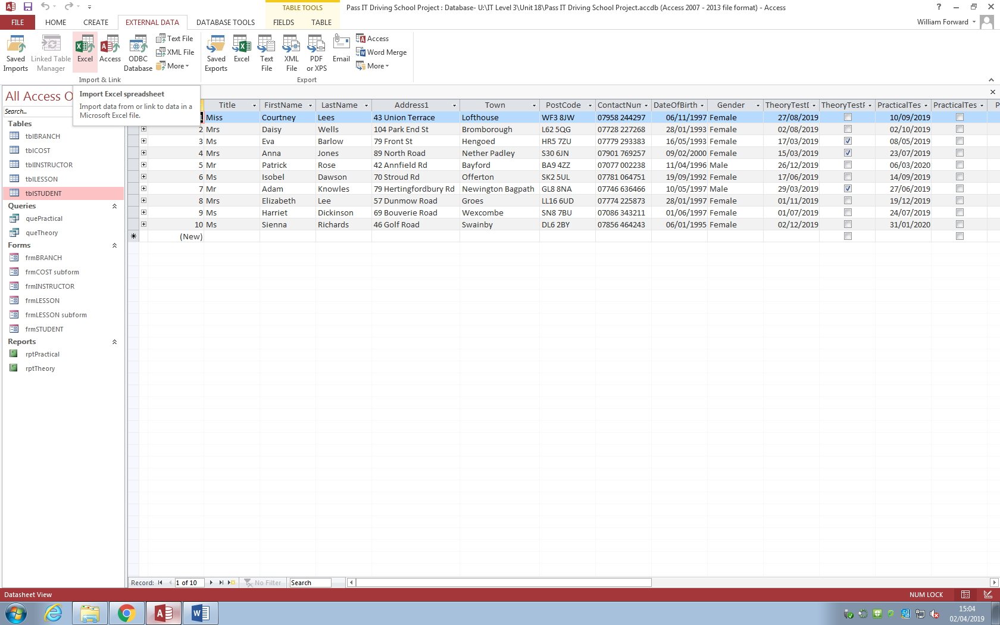 TABLE TOOLS
Pass IT Driving School Project : Database- U:\IT Level 3\Unit 18\Pass IT Driving School Project.accdb (Access 2007 - 2013 file format) - Access
FILE HOME CREATE EXTERNAL DATA DATABASE TOOLS FIELDS TABLE William Forward
Saved Imports
Linked Table Manager
Excel
Access
ODBC Database
Text File
XML File
More
Import & Link
Saved Exports
Excel
Text File
XML File
PDF or XPS
Email
Access
Word Merge
More
Export
Import Excel spreadsheet
Import data from or link to data in a
Microsoft Excel file.
All Access O
Search...
Tables
tblBRANCH
tblCOST
tblINSTRUCTOR
tblLESSON
tblSTUDENT
Queries
quePractical
queTheory
Forms
frmBRANCH
frmCOST subform
frmINSTRUCTOR
frmLESSON
frmLESSON subform
frmSTUDENT
Reports
rptPractical
rptTheory
Title FirstName LastName Address1 Town PostCode ContactNum DateOfBirth Gender TheoryTestD TheoryTestP PracticalTes PracticalTes P
Miss Courtney Lees 43 Union Terrace Lofthouse WF3 8JW 07958 244297 06/11/1997 Female 27/08/2019 10/09/2019
2 Mrs Daisy Wells 104 Park End St Bromborough L62 5QG 07728 227268 28/01/1993 Female 02/08/2019 02/10/2019
3 Ms Eva Barlow 79 Front St Hengoed HR5 7ZU 07779 293383 16/05/1993 Female 17/03/2019 08/05/2019
4 Mrs Anna Jones 89 North Road Nether Padley S30 6JN 07901 769257 09/02/2000 Female 15/03/2019 23/07/2019
5 Mr Patrick Rose 42 Annfield Rd Bayford BA9 4ZZ 07077 002238 11/04/1996 Male 26/12/2019 06/03/2020
6 Ms Isobel Dawson 70 Stroud Rd Offerton SK2 5UL 07781 064751 19/09/1992 Female 17/06/2019 14/09/2019
7 Mr Adam Knowles 79 Hertingfordbury Rd Newington Bagpath GL8 8NA 07746 636466 10/05/1997 Male 29/03/2019 27/06/2019
8 Mrs Elizabeth Lee 57 Dunmow Road Groes LL16 6UD 07774 225873 28/01/1997 Female 01/11/2019 19/12/2019
9 Ms Harriet Dickinson 69 Bouverie Road Wexcombe SN8 7BU 07086 343211 01/06/1997 Female 01/07/2019 24/07/2019
10 Ms Sienna Richards 46 Golf Road Swainby DL6 2BY 07856 464243 06/01/1995 Female 02/12/2019 31/01/2020
(New)
Record: 1 of 10 No Filter Search
Datasheet View NUM LOCK
15:04
02/04/2019